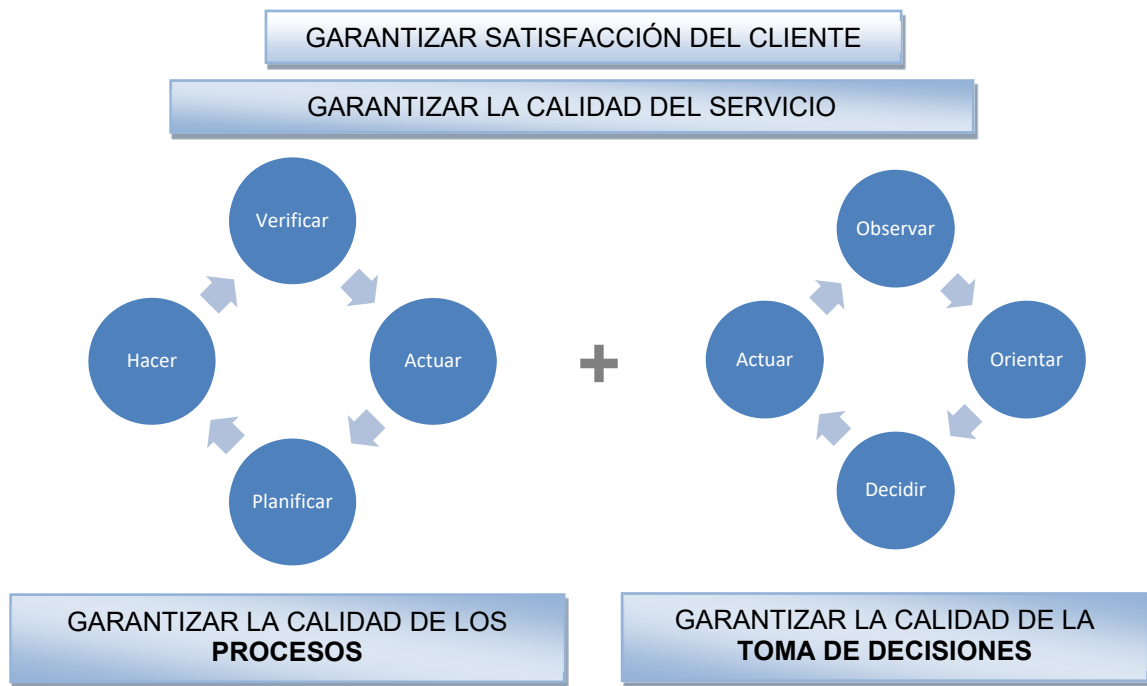 GARANTIZAR SATISFACCIÓN DEL CLIENTE
GARANTIZAR LA CALIDAD DEL SERVICIO
Verificar
Hacer
Actuar
Planificar
+
Observar
Actuar
Orientar
Decidir
GARANTIZAR LA CALIDAD DE LOS
PROCESOS
GARANTIZAR LA CALIDAD DE LA
TOMA DE DECISIONES